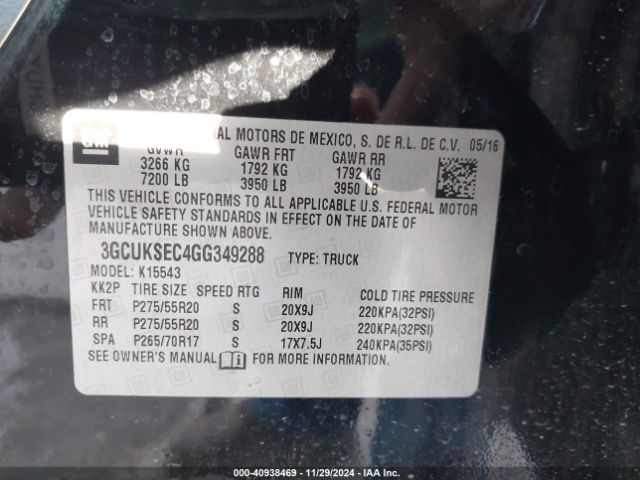 GM
AL MOTORS DE MEXICO, S. DE R.L. DE C.V. 05/16
GVWR GAWR FRT GAWR RR
3266 KG 1792 KG 1792 KG
7200 LB 3950 LB 3950 LB
THIS VEHICLE CONFORMS TO ALL APPLICABLE U.S. FEDERAL MOTOR
VEHICLE SAFETY STANDARDS IN EFFECT ON THE DATE OF
MANUFACTURE SHOWN ABOVE.
3GCUKSEC4GG349288 TYPE: TRUCK
MODEL: K15543
KK2P TIRE SIZE SPEED RTG RIM COLD TIRE PRESSURE
FRT P275/55R20 S 20X9J 220KPA(32PSI)
RR P275/55R20 S 20X9J 220KPA(32PSI)
SPA P265/70R17 S 17X7.5J 240KPA(35PSI)
SEE OWNER'S MANUAL FOR MORE INFORMATION.
000-40938469 - 11/29/2024 - IAA Inc.